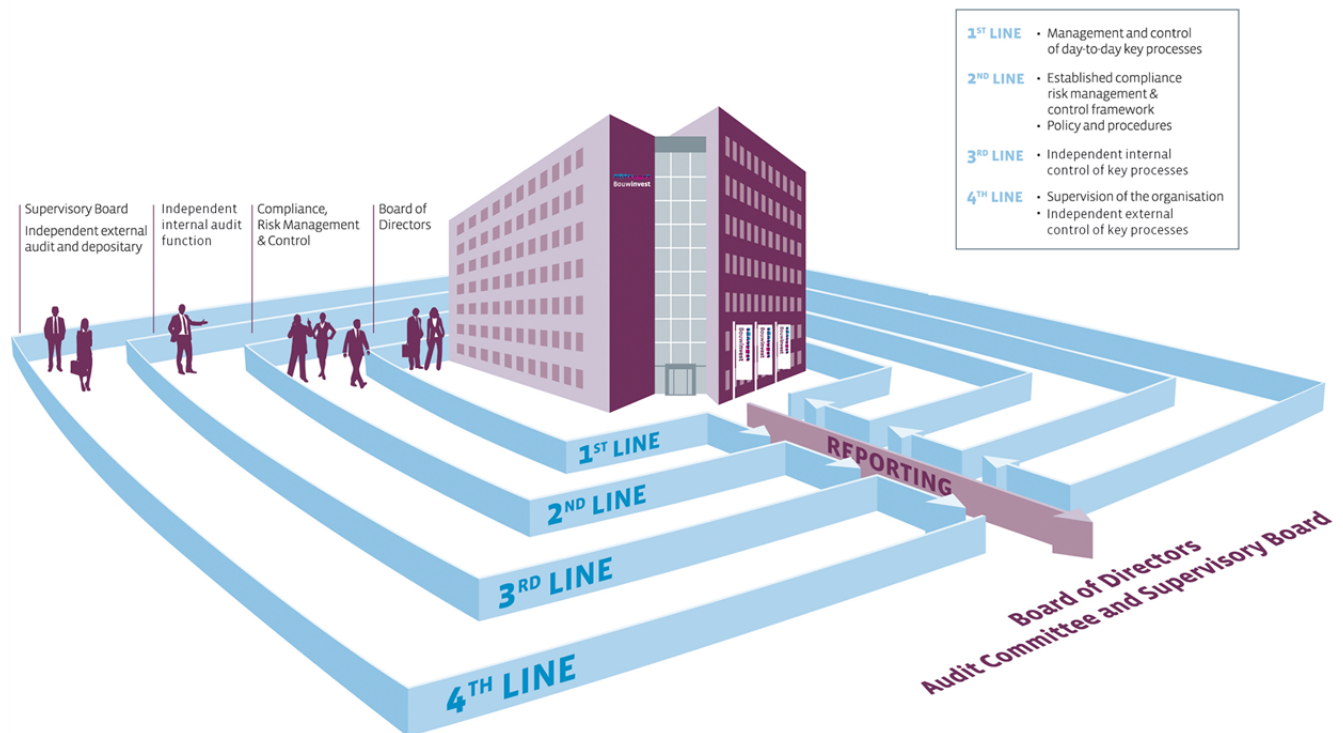 1ST LINE • Management and control
of day-to-day key processes
2ND LINE • Established compliance
risk management &
control framework
• Policy and procedures
3RD LINE • Independent internal
control of key processes
4TH LINE • Supervision of the organisation
• Independent external
control of key processes
Supervisory Board
Independent external
audit and depositary
Independent
internal audit
function
Compliance,
Risk Management
& Control
Board of
Directors
Bouwinvest
Bouwinvest
Bouwinvest
Bouwinvest
1ST LINE
2ND LINE
3RD LINE
4TH LINE
REPORTING
Board of Directors
Audit Committee and Supervisory Board